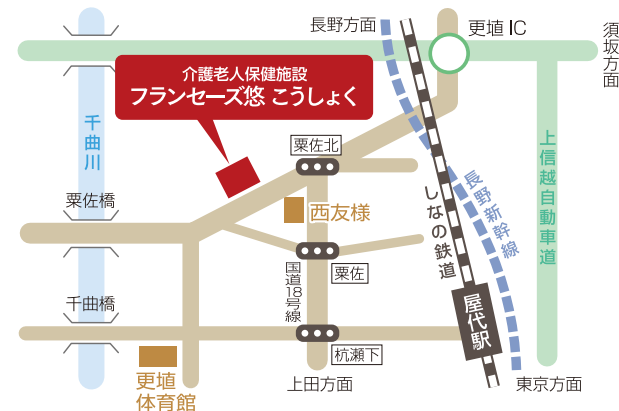 長野方面
更埴 IC
須坂方面
介護老人保健施設
フランセーズ悠 こうしょく
千曲川
粟佐北
上信越自動車道
長野新幹線
しなの鉄道
粟佐橋
西友様
粟佐
国道18号線
千曲橋
屋代駅
杭瀬下
更埴
体育館
上田方面
東京方面